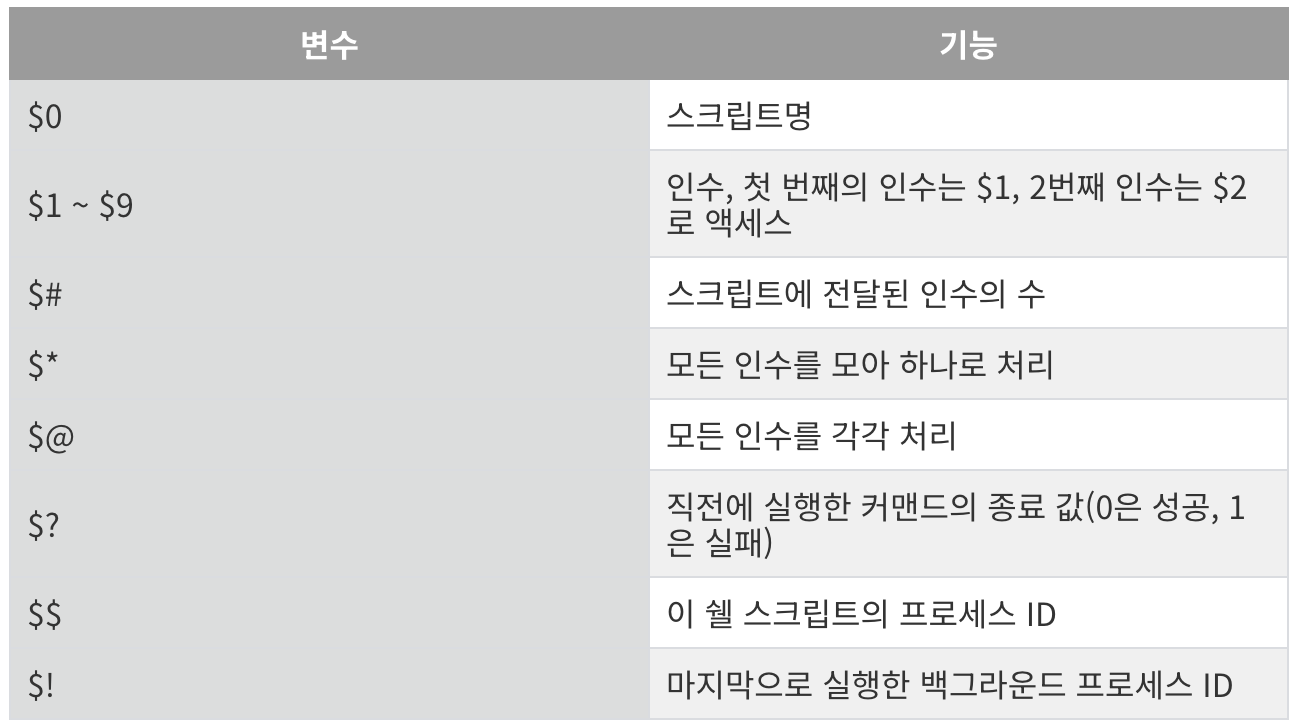 변수 기능
$0 스크립트명
$1 ~ $9 인수, 첫 번째의 인수는 $1, 2번째 인수는 $2
로 액세스
$# 스크립트에 전달된 인수의 수
$* 모든 인수를 모아 하나로 처리
$@ 모든 인수를 각각 처리
$? 직전에 실행한 커맨드의 종료 값(0은 성공, 1
은 실패)
$$ 이 쉘 스크립트의 프로세스 ID
$! 마지막으로 실행한 백그라운드 프로세스 ID